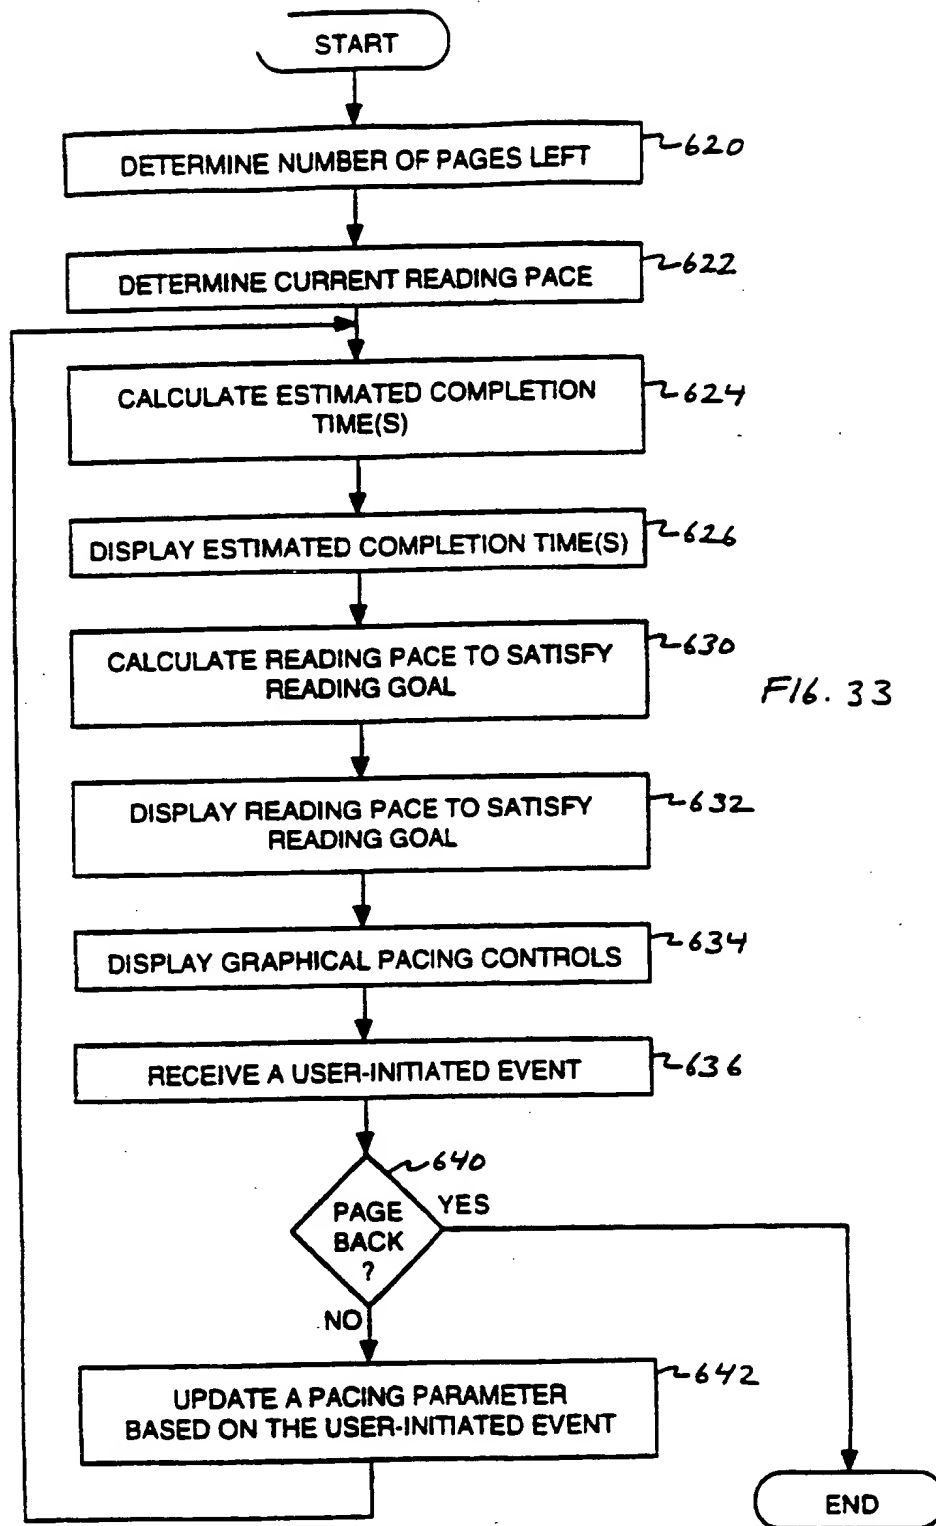 START
DETERMINE NUMBER OF PAGES LEFT
620
DETERMINE CURRENT READING PACE
622
CALCULATE ESTIMATED COMPLETION
TIME(S)
624
DISPLAY ESTIMATED COMPLETION TIME(S)
626
CALCULATE READING PACE TO SATISFY
READING GOAL
630
FIG. 33
DISPLAY READING PACE TO SATISFY
READING GOAL
632
DISPLAY GRAPHICAL PACING CONTROLS
634
RECEIVE A USER-INITIATED EVENT
636
640
PAGE
BACK
?
YES
NO
UPDATE A PACING PARAMETER
BASED ON THE USER-INITIATED EVENT
642
END